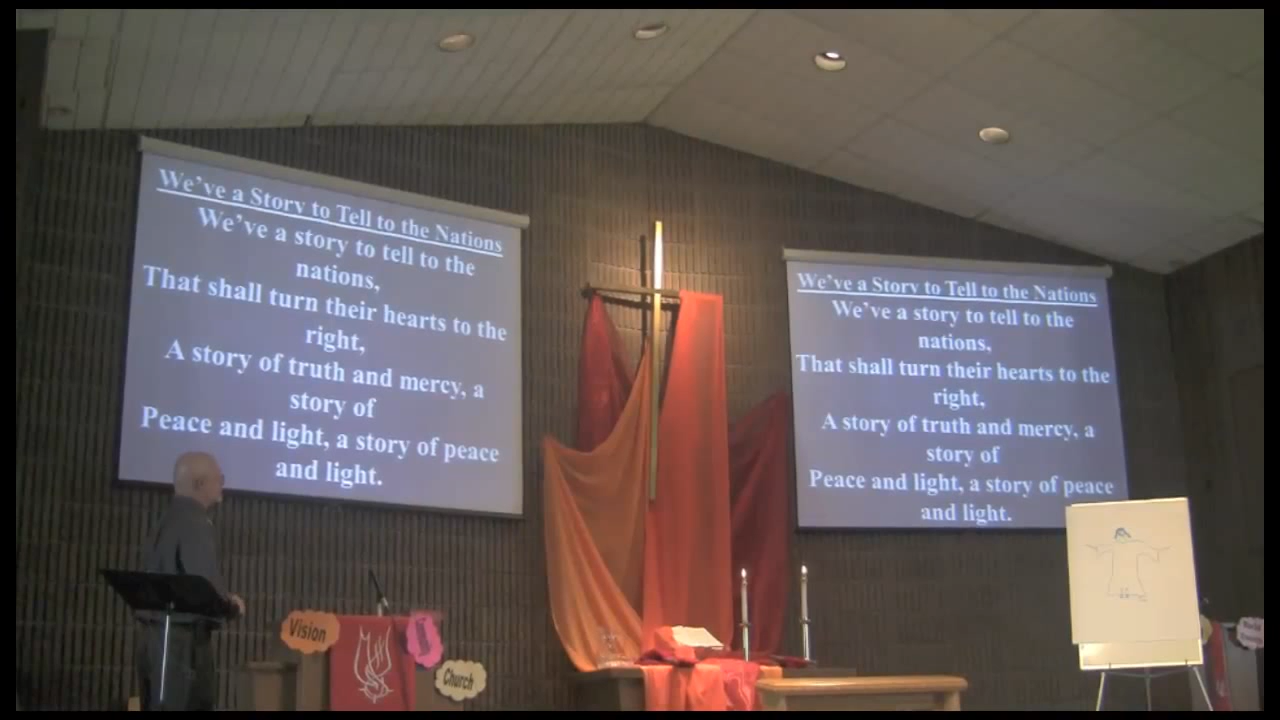 We've a Story to Tell to the Nations
We've a story to tell to the
nations,
That shall turn their hearts to the
right,
A story of truth and mercy, a
story of
Peace and light, a story of peace
and light.
We've a Story to Tell to the Nations
We've a story to tell to the
nations,
That shall turn their hearts to the
right,
A story of truth and mercy, a
story of
Peace and light, a story of peace
and light.
Vision
Church